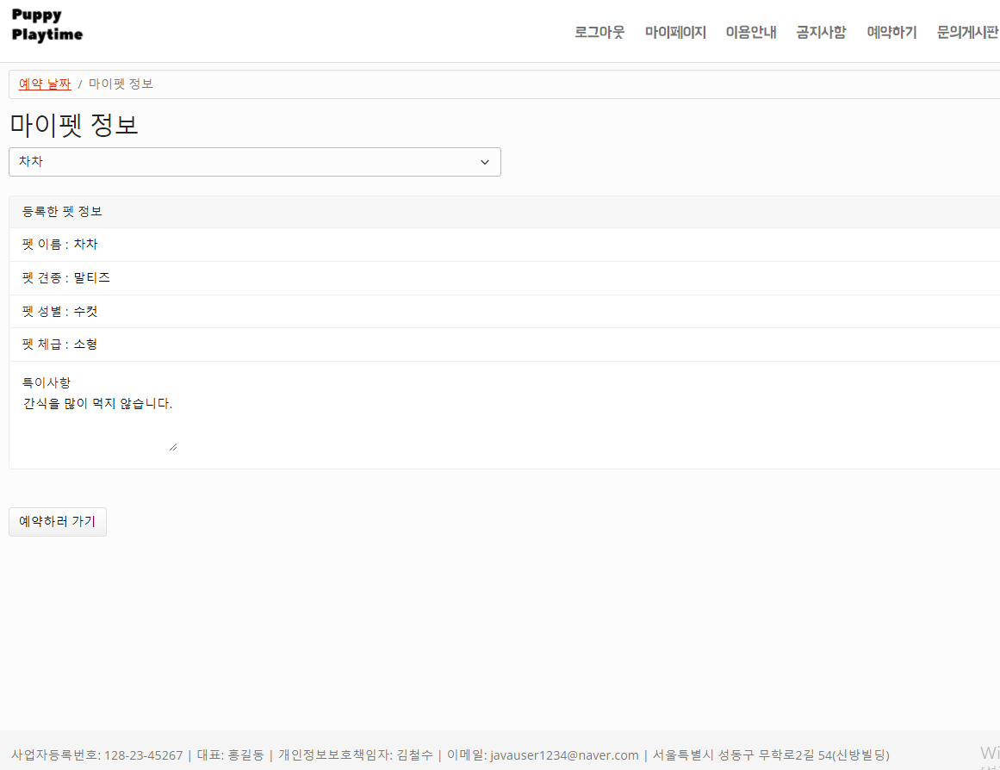 Puppy
Playtime
로그아웃 마이페이지 이용안내 공지사항 예약하기 문의게시판
예약 날짜 / 마이펫 정보
마이펫 정보
차차
등록한 펫 정보
펫 이름 : 차차
펫 견종 : 말티즈
펫 성별 : 수컷
펫 체급 : 소형
특이사항
간식을 많이 먹지 않습니다.
예약하러 가기
사업자등록번호: 128-23-45267 | 대표: 홍길동 | 개인정보보호책임자: 김철수 | 이메일: javauser1234@naver.com | 서울특별시 성동구 무학로2길 54(신방빌딩)